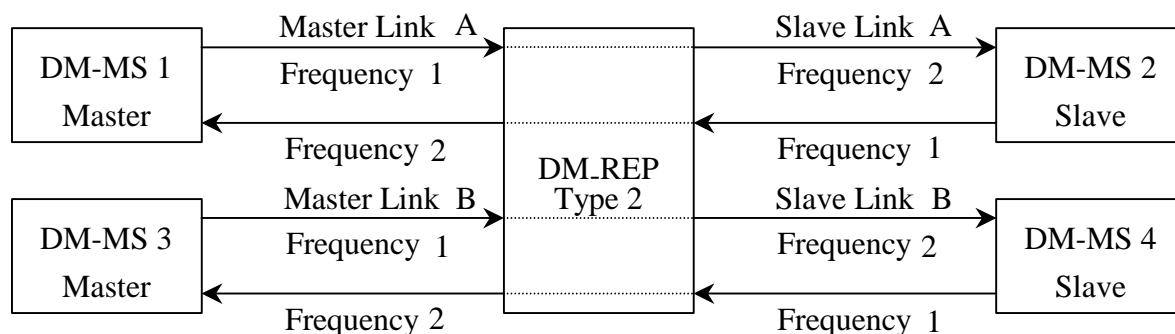 Master Link A
Slave Link A
DM-MS 1
Master
Frequency 1
Frequency 2
DM-MS 2
Slave
Frequency 2
Frequency 1
DM-REP
Type 2
Master Link B
Slave Link B
DM-MS 3
Master
Frequency 1
Frequency 2
DM-MS 4
Slave
Frequency 2
Frequency 1